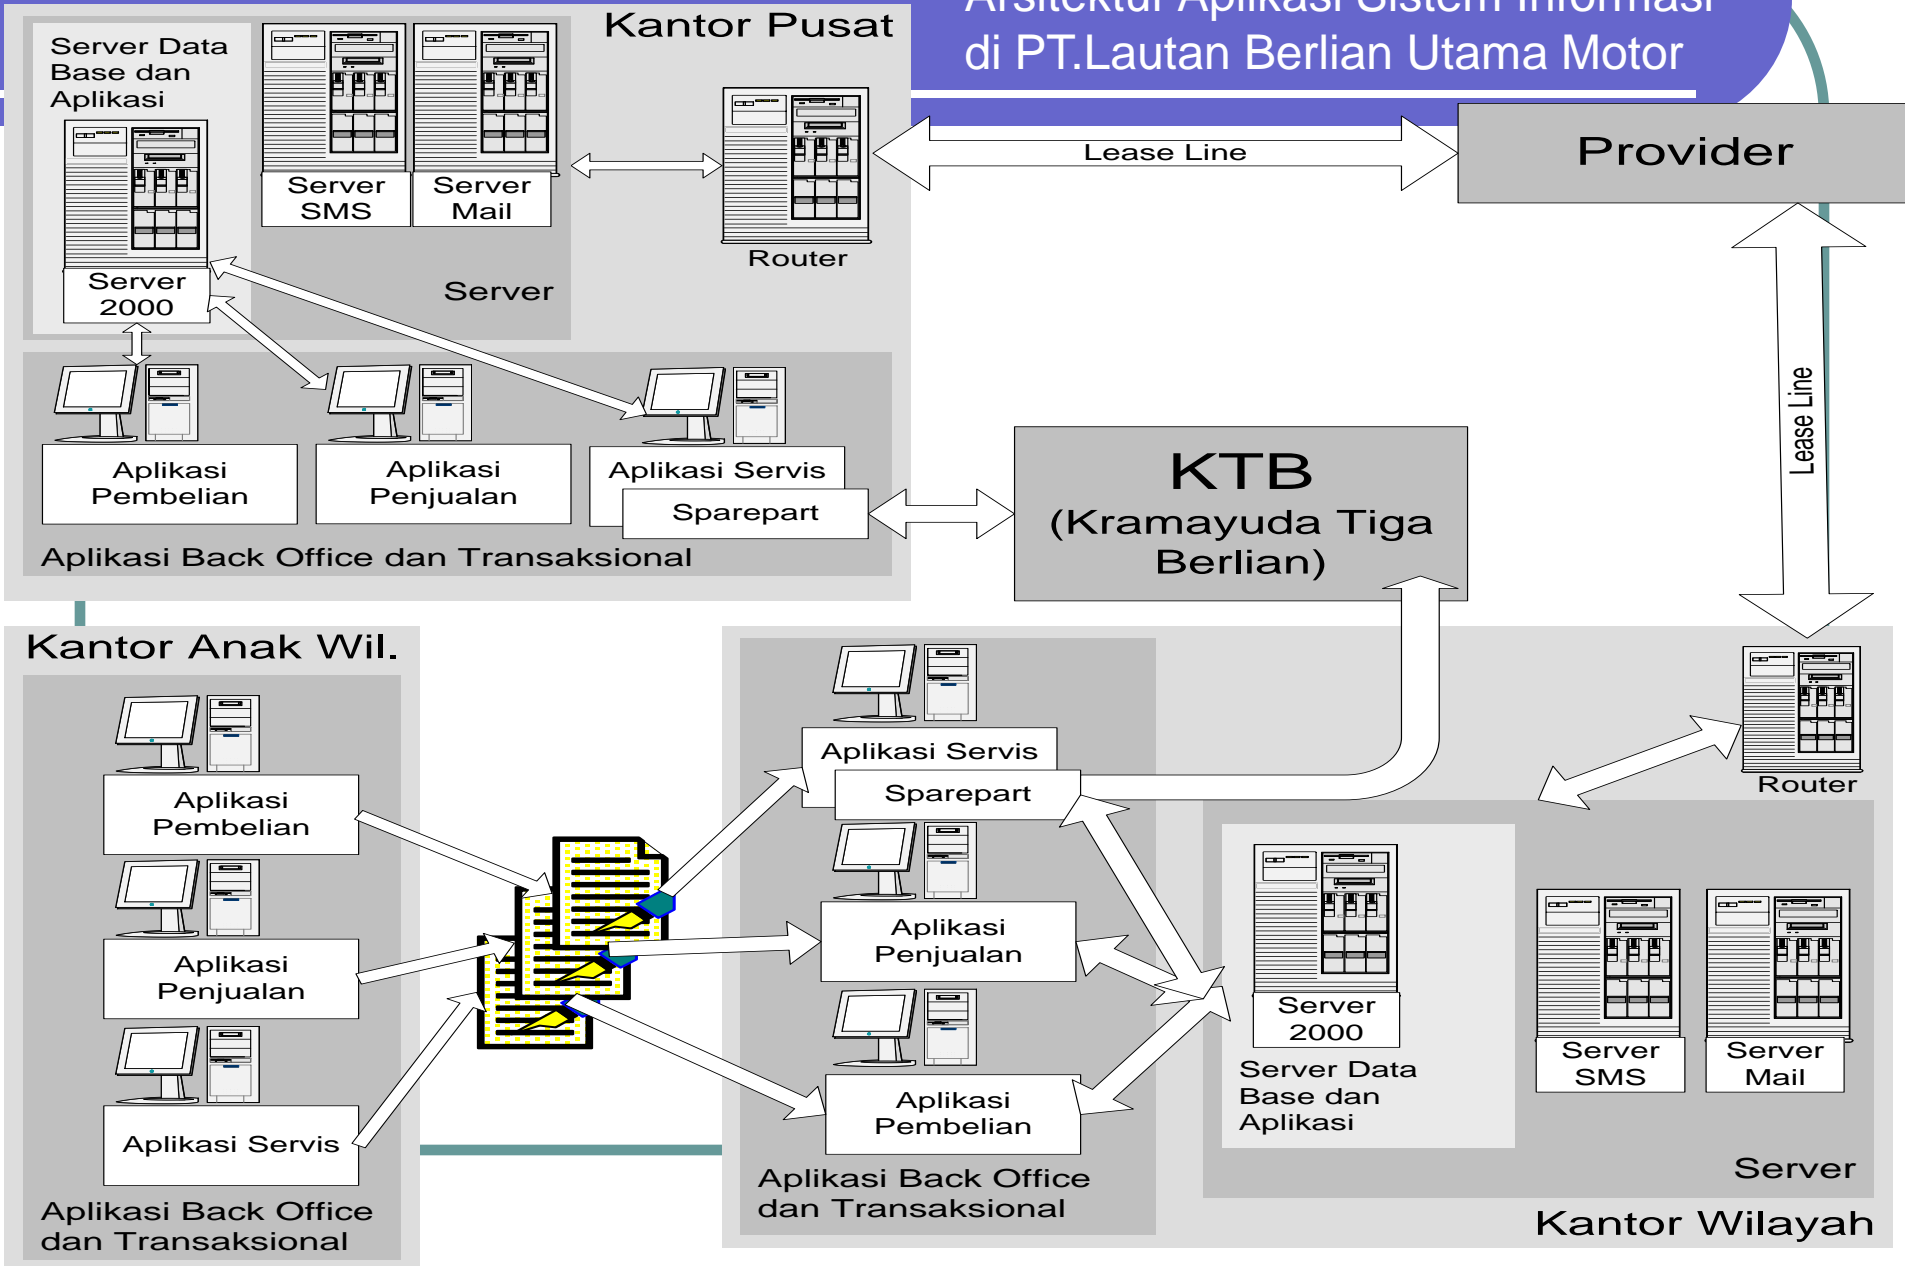 Arsitektur Aplikasi Sistem Informasi
di PT.Lautan Berlian Utama Motor
Kantor Pusat
Server Data
Base dan
Aplikasi
Server
2000
Server
SMS
Server
Mail
Server
Router
Lease Line
Provider
Lease Line
Aplikasi
Pembelian
Aplikasi
Penjualan
Aplikasi Servis
Sparepart
Aplikasi Back Office dan Transaksional
KTB
(Kramayuda Tiga
Berlian)
Kantor Anak Wil.
Aplikasi
Pembelian
Aplikasi
Penjualan
Aplikasi Servis
Aplikasi Back Office
dan Transaksional
Aplikasi Servis
Sparepart
Aplikasi
Penjualan
Aplikasi
Pembelian
Aplikasi Back Office
dan Transaksional
Router
Server
2000
Server Data
Base dan
Aplikasi
Server
SMS
Server
Mail
Server
Kantor Wilayah